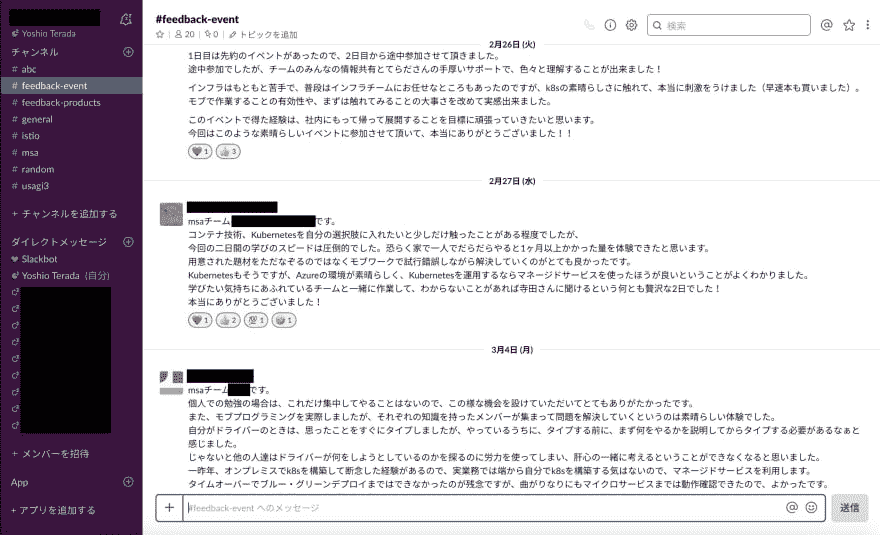 Yoshio Terada
チャンネル
# abc
# feedback-event
# feedback-products
# general
# istio
# msa
# random
# usagi3
+ チャンネルを追加する
ダイレクトメッセージ
Slackbot
Yoshio Terada (自分)
+ メンバーを招待
App
+ アプリを追加する
#feedback-event
20
0
トピックを追加
検索
2月26日 (火)
1日目は先約のイベントがあったので、2日目から途中参加させて頂きました。
途中参加でしたが、チームのみんなの情報共有とてらださんの手厚いサポートで、色々と理解することが出来ました！
インフラはもともと苦手で、普段はインフラチームにお任せなところもあったのですが、k8sの素晴らしさに触れて、本当に刺激をうけました（早速本も買いました）。
モブで作業することの有効性や、まずは触れてみることの大事さを改めて実感出来ました。
このイベントで得た経験は、社内にもって帰って展開することを目標に頑張っていきたいと思います。
今回はこのような素晴らしいイベントに参加させて頂いて、本当にありがとうございました！！
1
3
2月27日 (水)
msaチーム
です。
コンテナ技術、Kubernetesを自分の選択肢に入れたいと少しだけ触ったことがある程度でしたが、
今回の二日間の学びのスピードは圧倒的でした。恐らく家で一人でだらだらやると1ヶ月以上かかった量を体験できたと思います。
用意された題材をただなぞるのではなくモブワークで試行錯誤しながら解決していくのがとても良かったです。
Kubernetesもそうですが、Azureの環境が素晴らしく、Kubernetesを運用するならマネージドサービスを使ったほうが良いということがよくわかりました。
学びたい気持ちにあふれているチームと一緒に作業して、わからないことがあれば寺田さんに聞けるという何とも贅沢な2日でした！
本当にありがとうございました！
1
2
1
1
3月4日 (月)
msaチーム
です。
個人での勉強の場合は、これだけ集中してやることはないので、この様な機会を設けていただいてとてもありがたかったです。
また、モブプログラミングを実際しましたが、それぞれの知識を持ったメンバーが集まって問題を解決していくというのは素晴らしい体験でした。
自分がドライバーのときは、思ったことをすぐにタイプしましたが、やっているうちに、タイプする前に、まず何をやるかを説明してからタイプする必要があるなぁと
感じました。
じゃないと他の人達はドライバーが何をしようとしているのかを探るのに労力を使ってしまい、肝心の一緒に考えるということができなくなると思いました。
一昨年、オンプレミスでk8sを構築して断念した経験があるので、実業務では端から自分でk8sを構築する気はないので、マネージドサービスを利用します。
タイムオーバーでブルー・グリーンデプロイまではできなかったのが残念ですが、曲がりなりにもマイクロサービスまでは動作確認できたので、よかったです。
#feedback-event へのメッセージ
送信